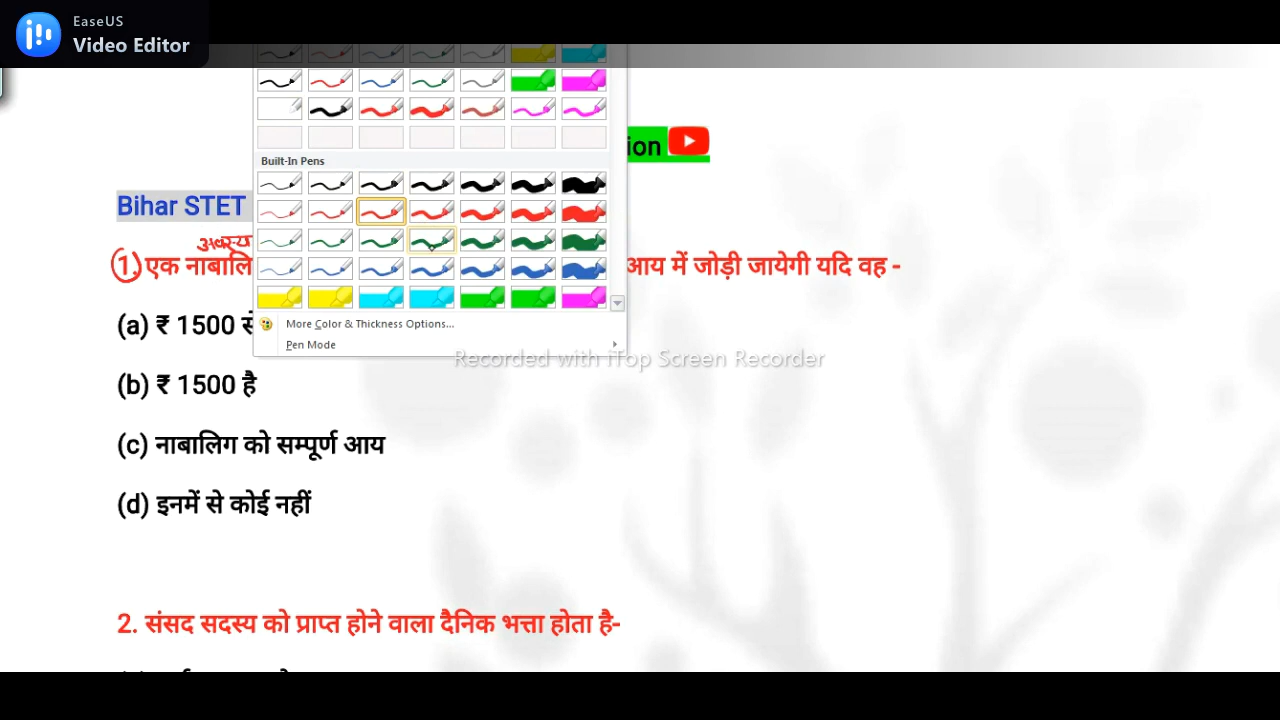 EaseUS
Video Editor
ion
Built-In Pens
Bihar STET
1. एक नाबालि आय में जोड़ी जायेगी यदि वह -
(a) ₹ 1500 से
More Color & Thickness Options...
Pen Mode
Recorded with iTop Screen Recorder
(b) ₹ 1500 है
(c) नाबालिग को सम्पूर्ण आय
(d) इनमें से कोई नहीं
2. संसद सदस्य को प्राप्त होने वाला दैनिक भत्ता होता है-